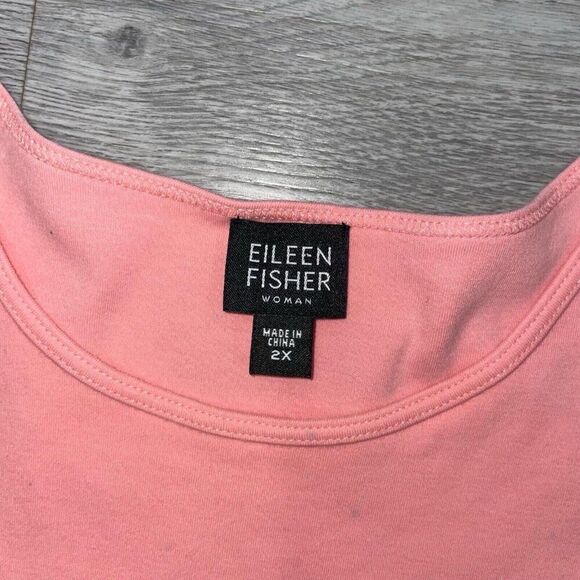 EILEEN
FISHER
WOMAN
MADE IN
CHINA
2X